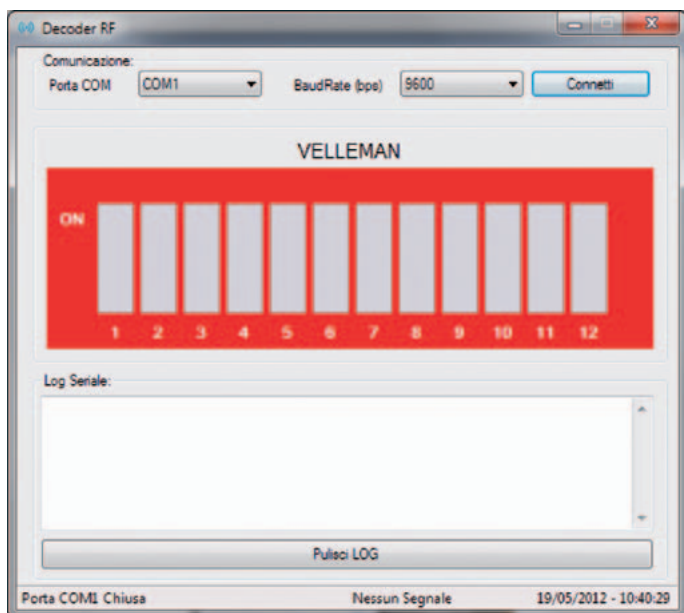 Decoder RF
Comunicazione:
Porta COM COM1 BaudRate (bps) 9600 Connetti
VELLEMAN
ON
1 2 3 4 5 6 7 8 9 10 11 12
Log Seriale:
Pulisci LOG
Porta COM1 Chiusa Nessun Segnale 19/05/2012 - 10:40:29